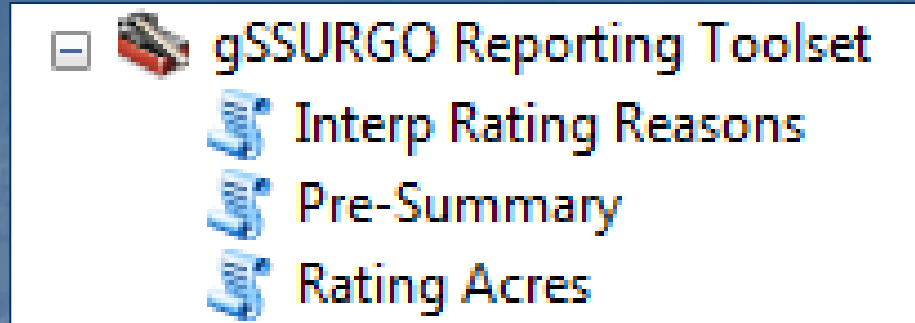 gSSURGO Reporting Toolset
Interp Rating Reasons
Pre-Summary
Rating Acres